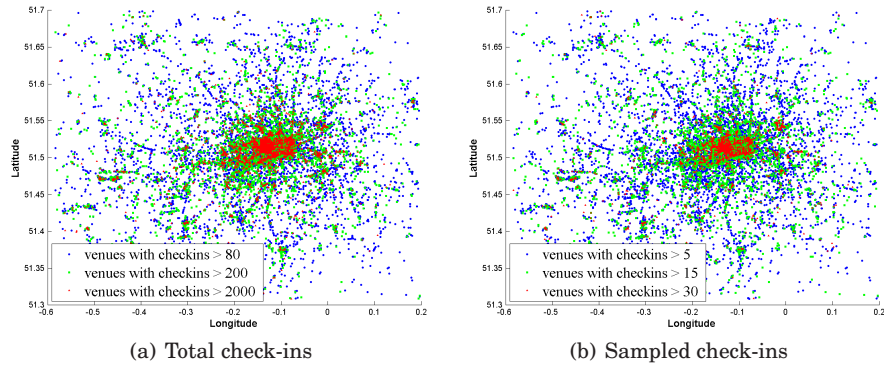 51.7
51.65
51.6
51.55
51.5
51.45
51.4
51.35
51.3
Latitude
venues with checkins > 80
venues with checkins > 200
venues with checkins > 2000
-0.6 -0.5 -0.4 -0.3 -0.2 -0.1 0 0.1 0.2
Longitude
(a) Total check-ins
51.7
51.65
51.6
51.55
51.5
51.45
51.4
51.35
51.3
Latitude
venues with checkins > 5
venues with checkins > 15
venues with checkins > 30
-0.6 -0.5 -0.4 -0.3 -0.2 -0.1 0 0.1 0.2
Longitude
(b) Sampled check-ins